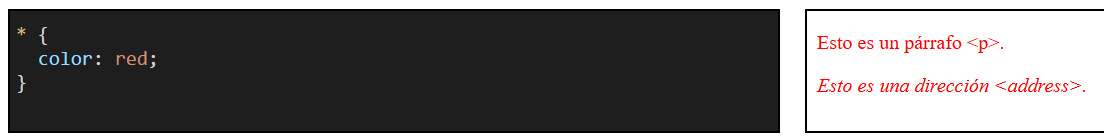 * {
color: red;
}
Esto es un párrafo <p>.
Esto es una dirección <address>.